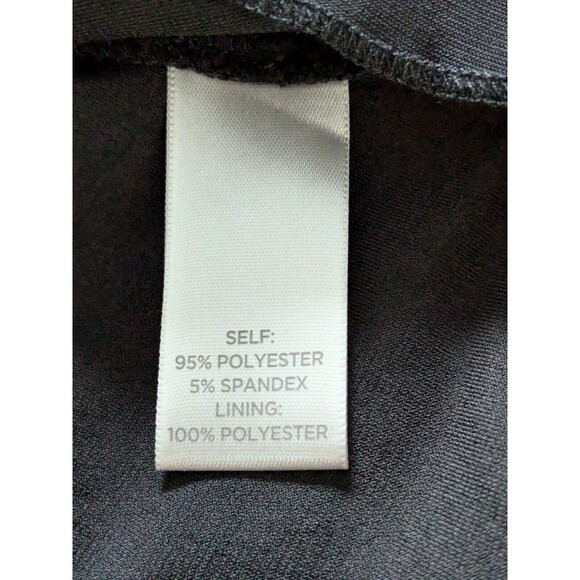 SELF:
95% POLYESTER
5% SPANDEX
LINING:
100% POLYESTER